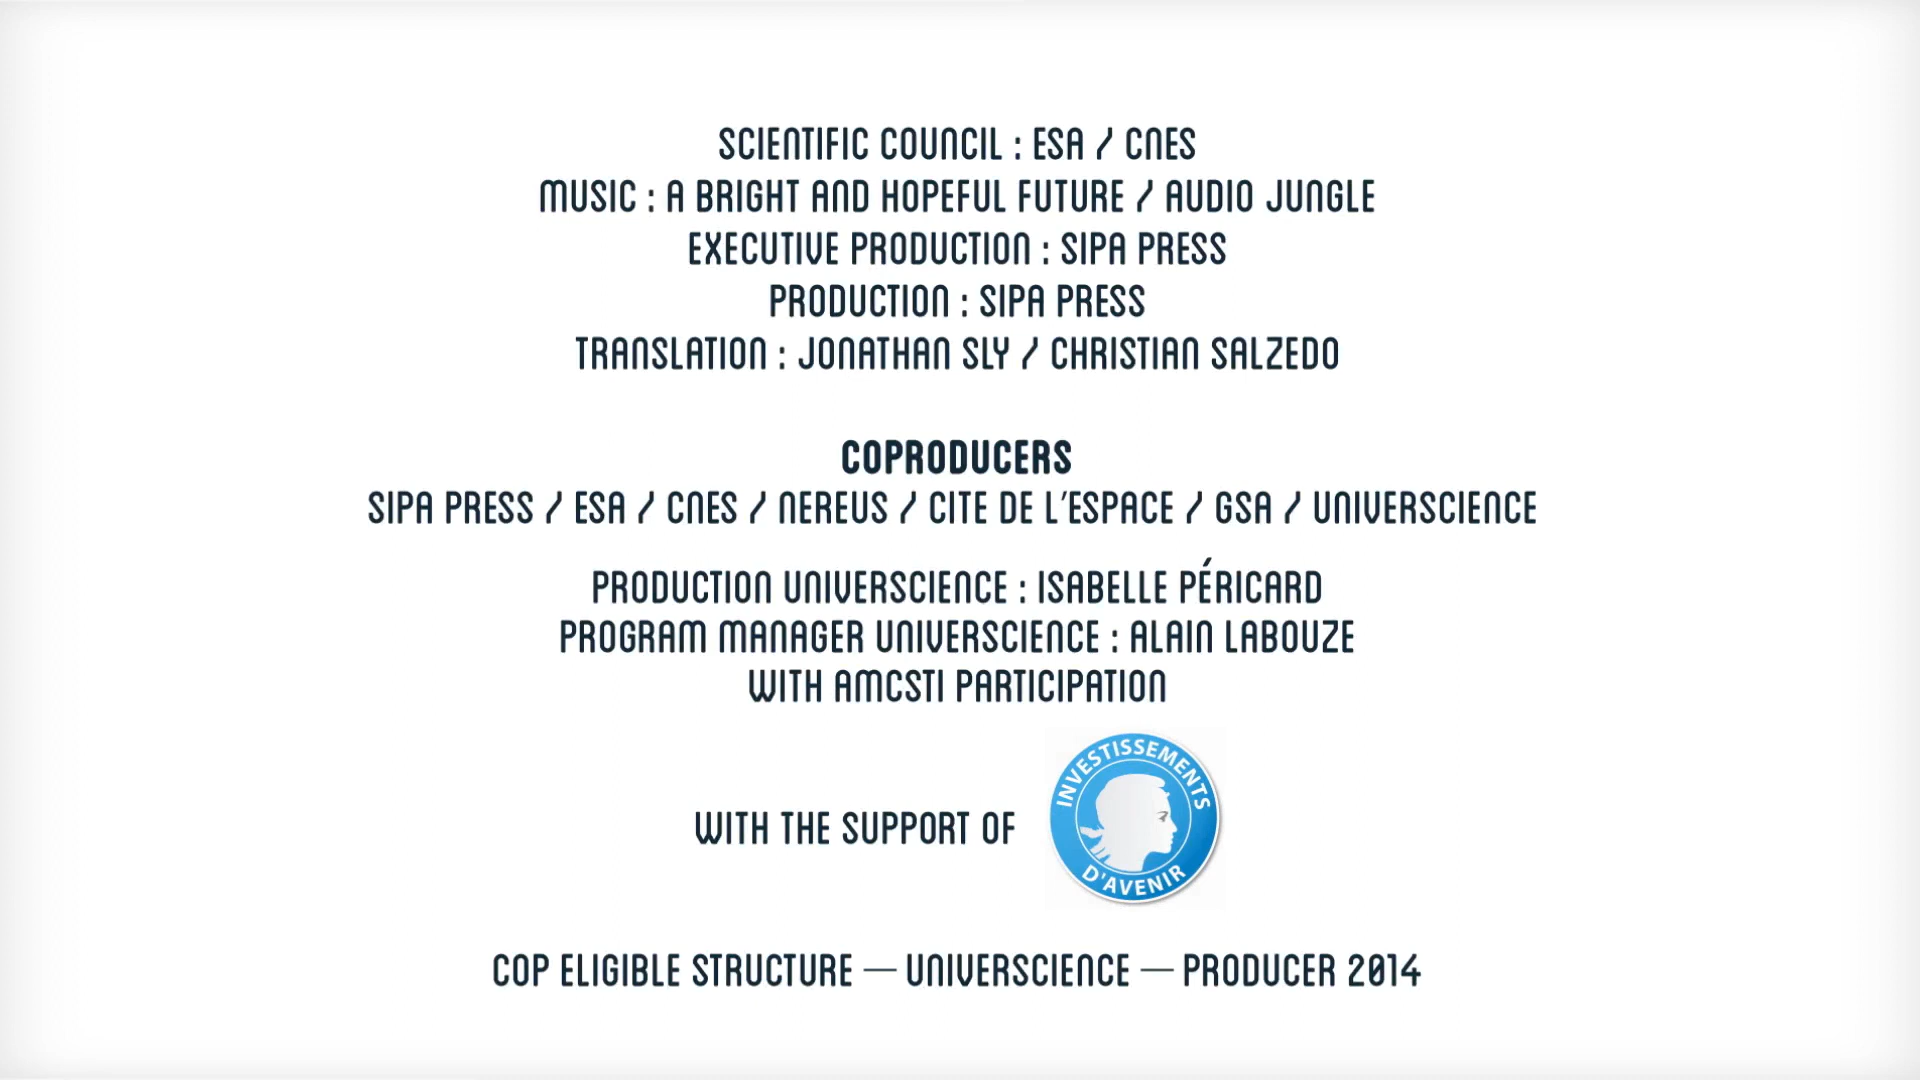 SCIENTIFIC COUNCIL : ESA / CNES
MUSIC : A BRIGHT AND HOPEFUL FUTURE / AUDIO JUNGLE
EXECUTIVE PRODUCTION : SIPA PRESS
PRODUCTION : SIPA PRESS
TRANSLATION : JONATHAN SLY / CHRISTIAN SALZEDO
COPRODUCERS
SIPA PRESS / ESA / CNES / NEREUS / CITE DE L'ESPACE / GSA / UNIVERSCIENCE
PRODUCTION UNIVERSCIENCE : ISABELLE PÉRICARD
PROGRAM MANAGER UNIVERSCIENCE : ALAIN LABOUZE
WITH AMCSTI PARTICIPATION
WITH THE SUPPORT OF
INVESTISSEMENTS
D'AVENIR
COP ELIGIBLE STRUCTURE — UNIVERSCIENCE — PRODUCER 2014